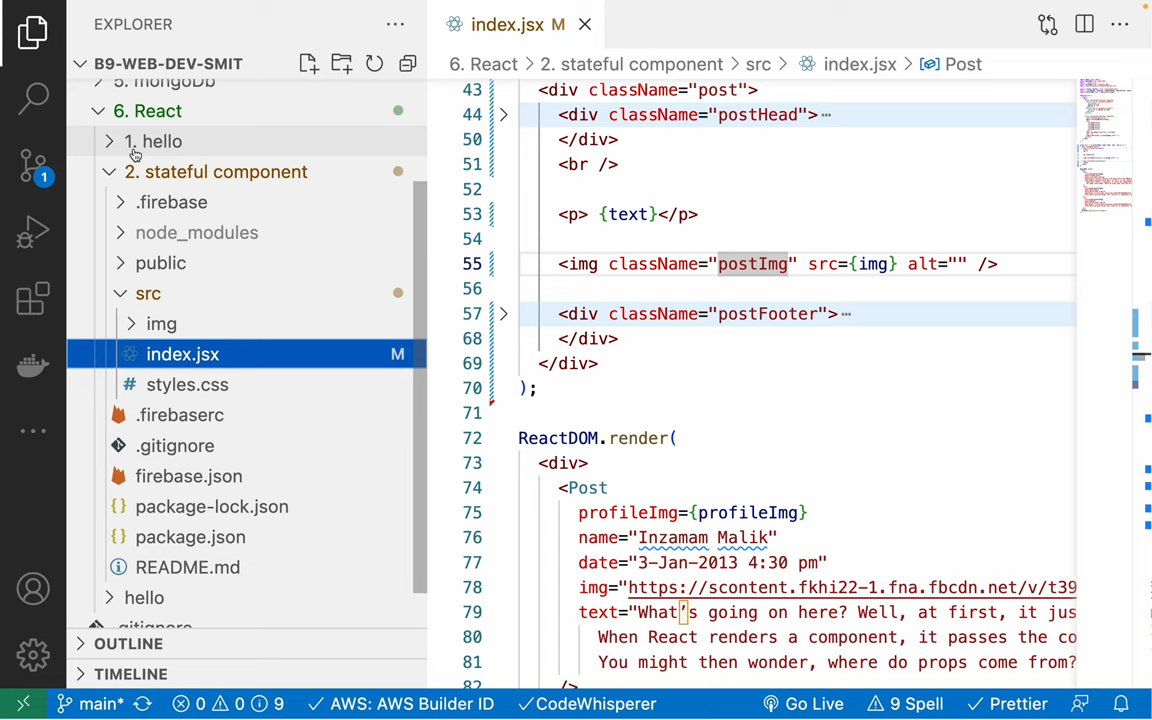 EXPLORER
B9-WEB-DEV-SMIT
5. mongoDb
6. React
1. hello
2. stateful component
.firebase
node_modules
public
src
img
index.jsx M
# styles.css
.firebaserc
.gitignore
firebase.json
{} package-lock.json
{} package.json
README.md
hello
.gitignore
OUTLINE
TIMELINE
index.jsx M
6. React > 2. stateful component > src > index.jsx > Post
43 <div className="post">
44 <div className="postHead">
50 </div>
51 <br />
52
53 <p> {text}</p>
54
55 <img className="postImg" src={img} alt="" />
56
57 <div className="postFooter">
68 </div>
69 </div>
70 );
71
72 ReactDOM.render(
73 <div>
74 <Post
75 profileImg={profileImg}
76 name="Inzamam Malik"
77 date="3-Jan-2013 4:30 pm"
78 img="https://scontent.fkhi22-1.fna.fbcdn.net/v/t39
79 text="What’s going on here? Well, at first, it jus
80 When React renders a component, it passes the co
81 You might then wonder, where do props come from?
82 />
1
main* 0 0 9 AWS: AWS Builder ID CodeWhisperer Go Live 9 Spell Prettier